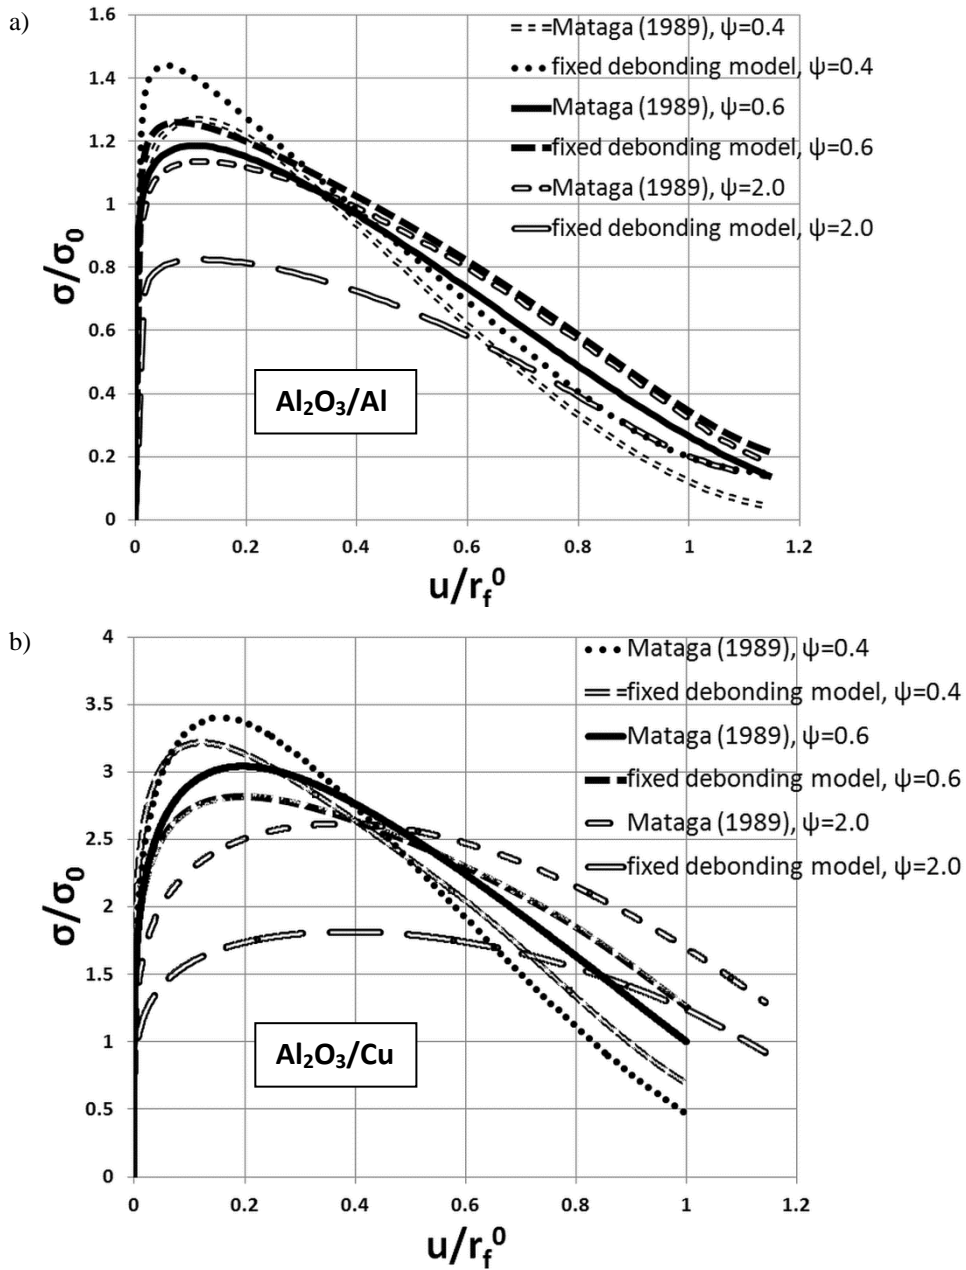 a)
1.6
1.4
1.2
1
0.8
0.6
0.4
0.2
0
σ/σ₀
Mataga (1989), ψ=0.4
fixed debonding model, ψ=0.4
Mataga (1989), ψ=0.6
fixed debonding model, ψ=0.6
Mataga (1989), ψ=2.0
fixed debonding model, ψ=2.0
Al₂O₃/Al
0 0.2 0.4 0.6 0.8 1 1.2
u/r_f⁰
b)
4
3.5
3
2.5
2
1.5
1
0.5
0
σ/σ₀
Mataga (1989), ψ=0.4
fixed debonding model, ψ=0.4
Mataga (1989), ψ=0.6
fixed debonding model, ψ=0.6
Mataga (1989), ψ=2.0
fixed debonding model, ψ=2.0
Al₂O₃/Cu
0 0.2 0.4 0.6 0.8 1 1.2
u/r_f⁰